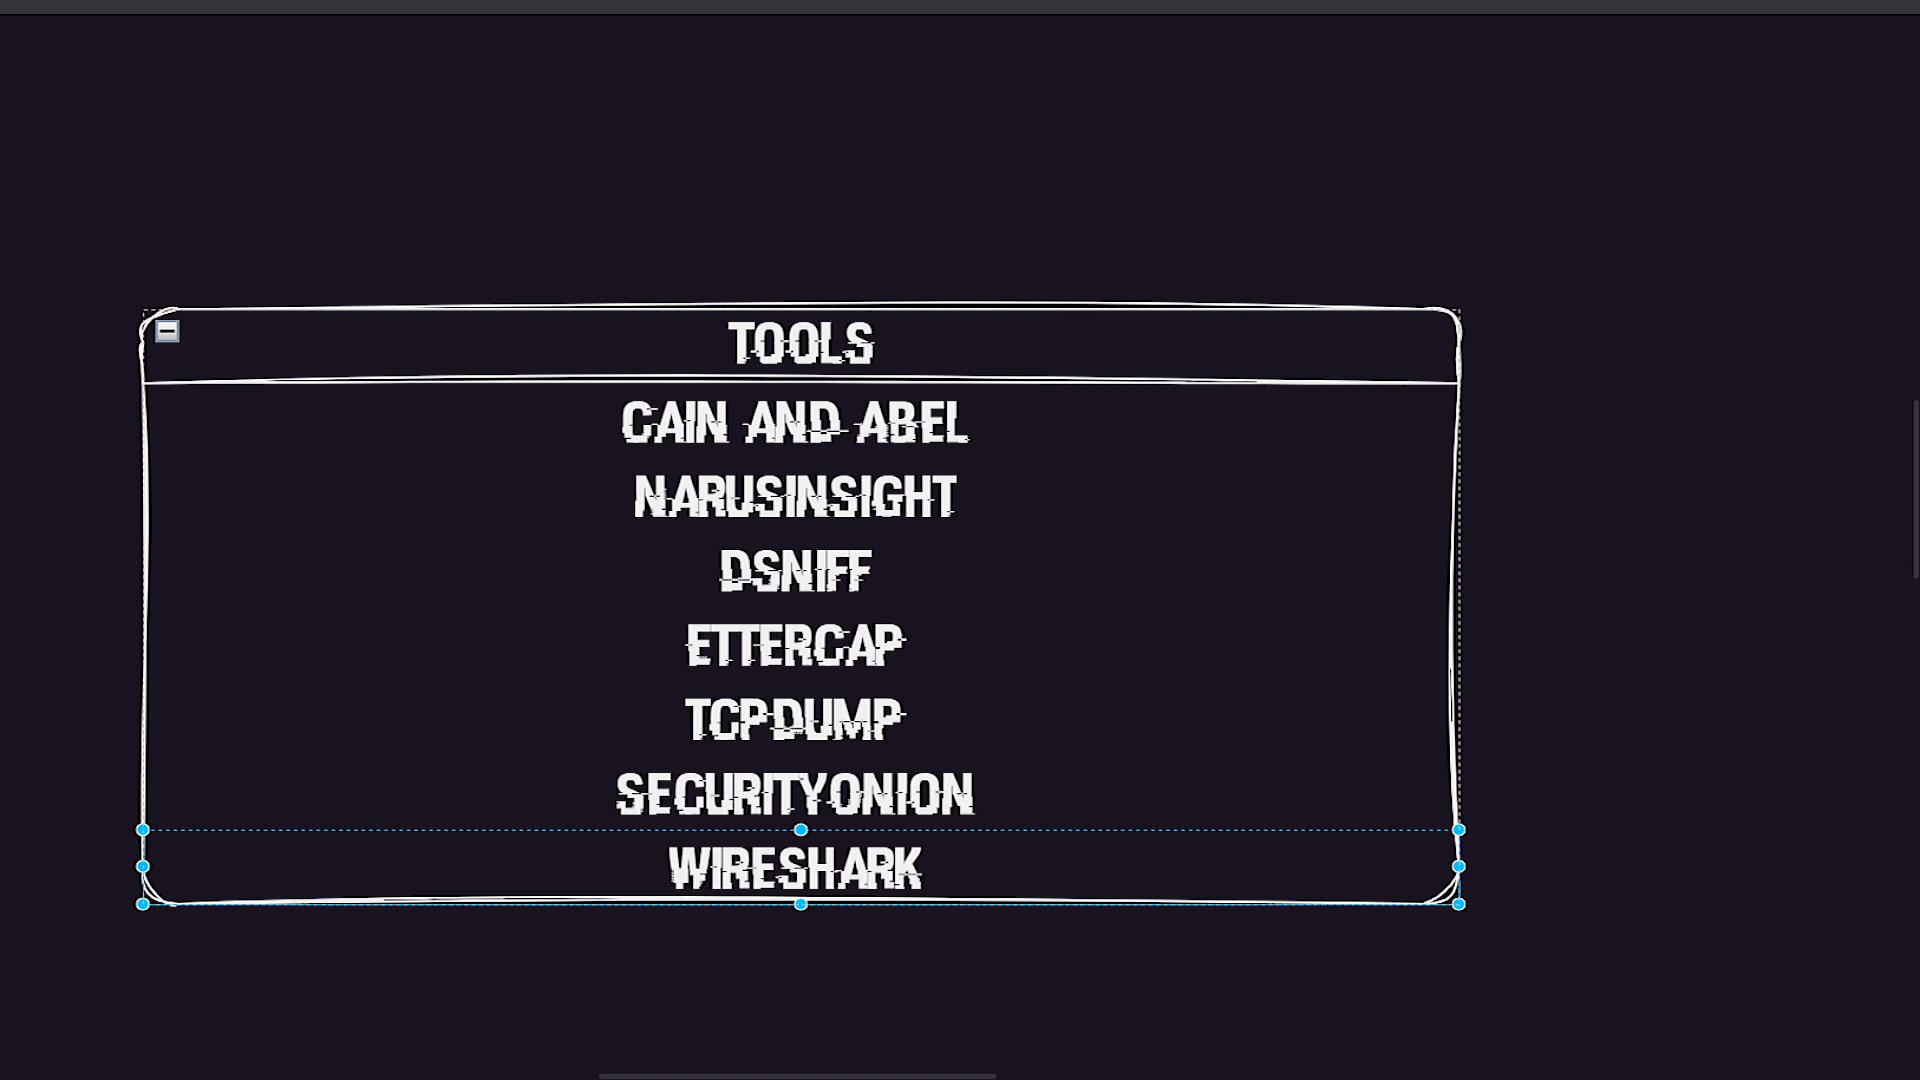 TOOLS
CAIN AND ABEL
NARUSINSIGHT
DSNIFF
ETTERCAP
TCPDUMP
SECURITYONION
WIRESHARK